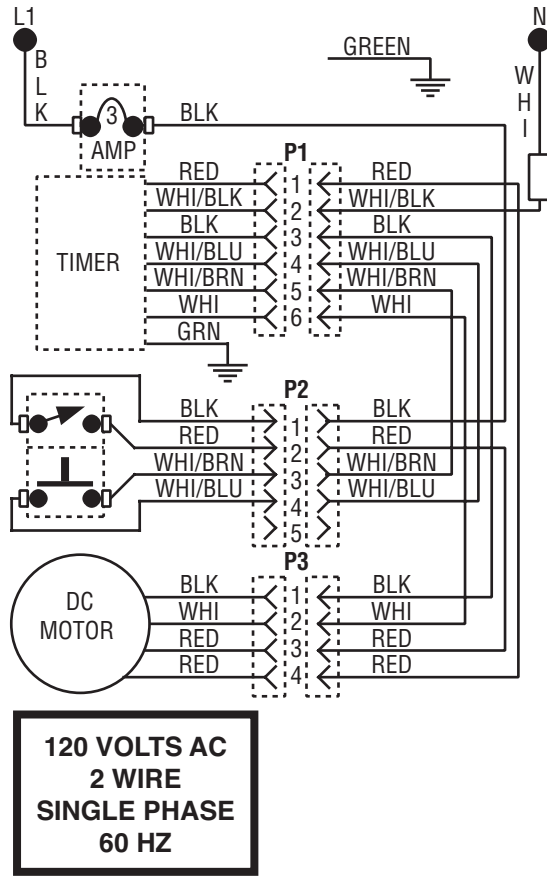 L1
N
BLK
GREEN
WHI
3
AMP
BLK
P1
RED 1 RED
WHI/BLK 2 WHI/BLK
BLK 3 BLK
TIMER
WHI/BLU 4 WHI/BLU
WHI/BRN 5 WHI/BRN
WHI 6 WHI
GRN
P2
BLK 1 BLK
RED 2 RED
WHI/BRN 3 WHI/BRN
WHI/BLU 4 WHI/BLU
5
P3
DC
MOTOR
BLK 1 BLK
WHI 2 WHI
RED 3 RED
RED 4 RED
120 VOLTS AC
2 WIRE
SINGLE PHASE
60 HZ